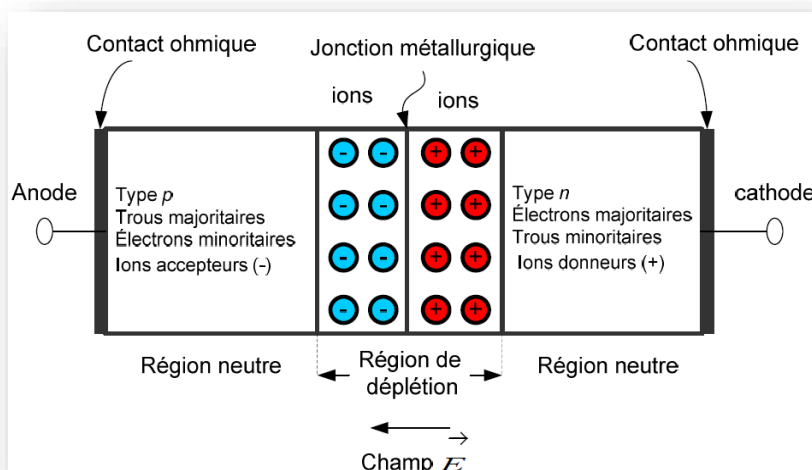 Contact ohmique
Jonction métallurgique
Contact ohmique
ions
ions
Anode
Type p
Trous majoritaires
Électrons minoritaires
Ions accepteurs (-)
- -
- -
- -
- -
+ +
+ +
+ +
+ +
Type n
Électrons majoritaires
Trous minoritaires
Ions donneurs (+)
cathode
Région neutre
Région de
déplétion
Région neutre
Champ E